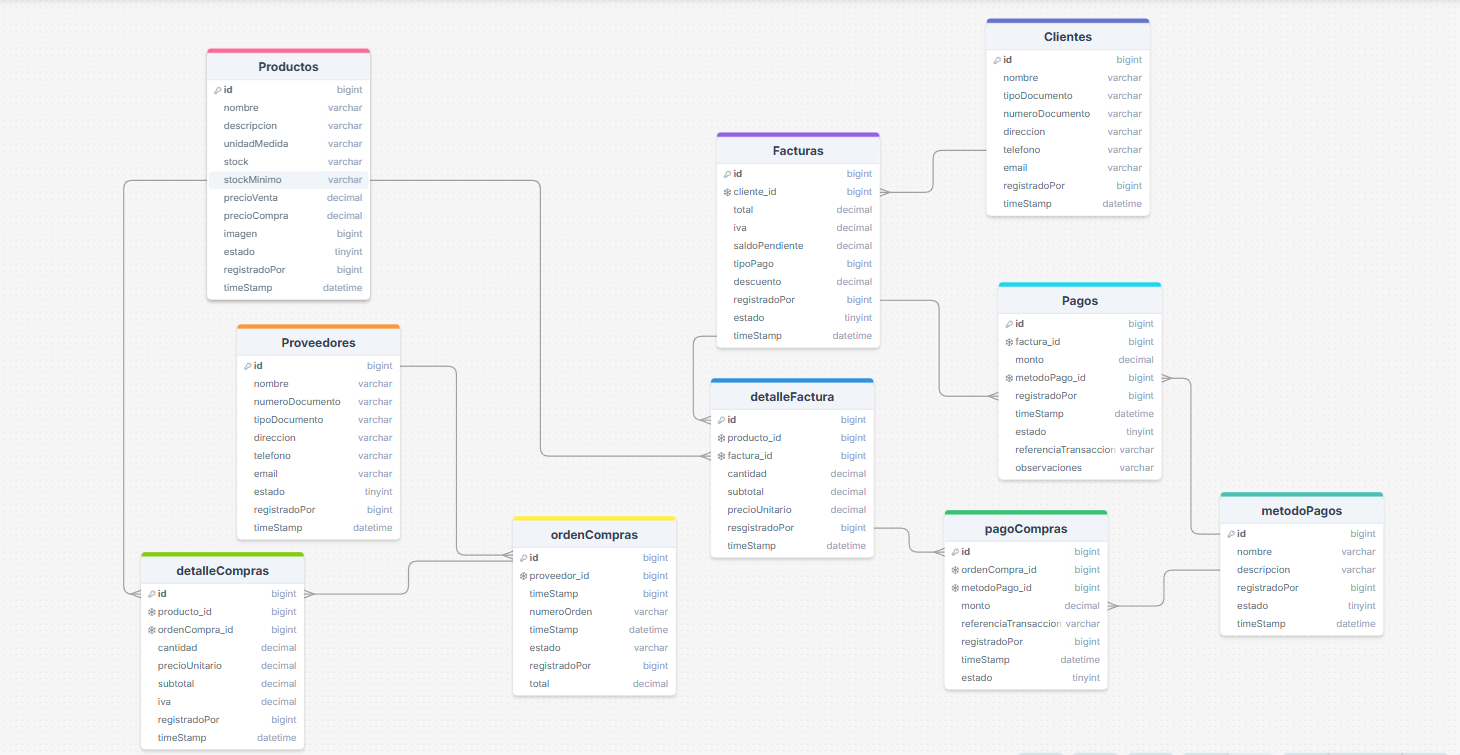 Productos
id bigint
nombre varchar
descripcion varchar
unidadMedida varchar
stock varchar
stockMinimo varchar
precioVenta decimal
precioCompra decimal
imagen bigint
estado tinyint
registradoPor bigint
timeStamp datetime
Proveedores
id bigint
nombre varchar
numeroDocumento varchar
tipoDocumento varchar
direccion varchar
telefono varchar
email varchar
estado tinyint
registradoPor bigint
timeStamp datetime
detalleCompras
id bigint
producto_id bigint
ordenCompra_id bigint
cantidad decimal
precioUnitario decimal
subtotal decimal
iva decimal
registradoPor bigint
timeStamp datetime
ordenCompras
id bigint
proveedor_id bigint
timeStamp bigint
numeroOrden varchar
timeStamp datetime
estado varchar
registradoPor bigint
total decimal
Facturas
id bigint
cliente_id bigint
total decimal
iva decimal
saldoPendiente decimal
tipoPago bigint
descuento decimal
registradoPor bigint
estado tinyint
timeStamp datetime
detalleFactura
id bigint
producto_id bigint
factura_id bigint
cantidad decimal
subtotal decimal
precioUnitario decimal
resgistradoPor bigint
timeStamp datetime
Clientes
id bigint
nombre varchar
tipoDocumento varchar
numeroDocumento varchar
direccion varchar
telefono varchar
email varchar
registradoPor bigint
timeStamp datetime
Pagos
id bigint
factura_id bigint
monto decimal
metodoPago_id bigint
registradoPor bigint
timeStamp datetime
estado tinyint
referenciaTransaccion varchar
observaciones varchar
pagoCompras
id bigint
ordenCompra_id bigint
metodoPago_id bigint
monto decimal
referenciaTransaccion varchar
registradoPor bigint
timeStamp datetime
estado tinyint
metodoPagos
id bigint
nombre varchar
descripcion varchar
registradoPor bigint
estado tinyint
timeStamp datetime